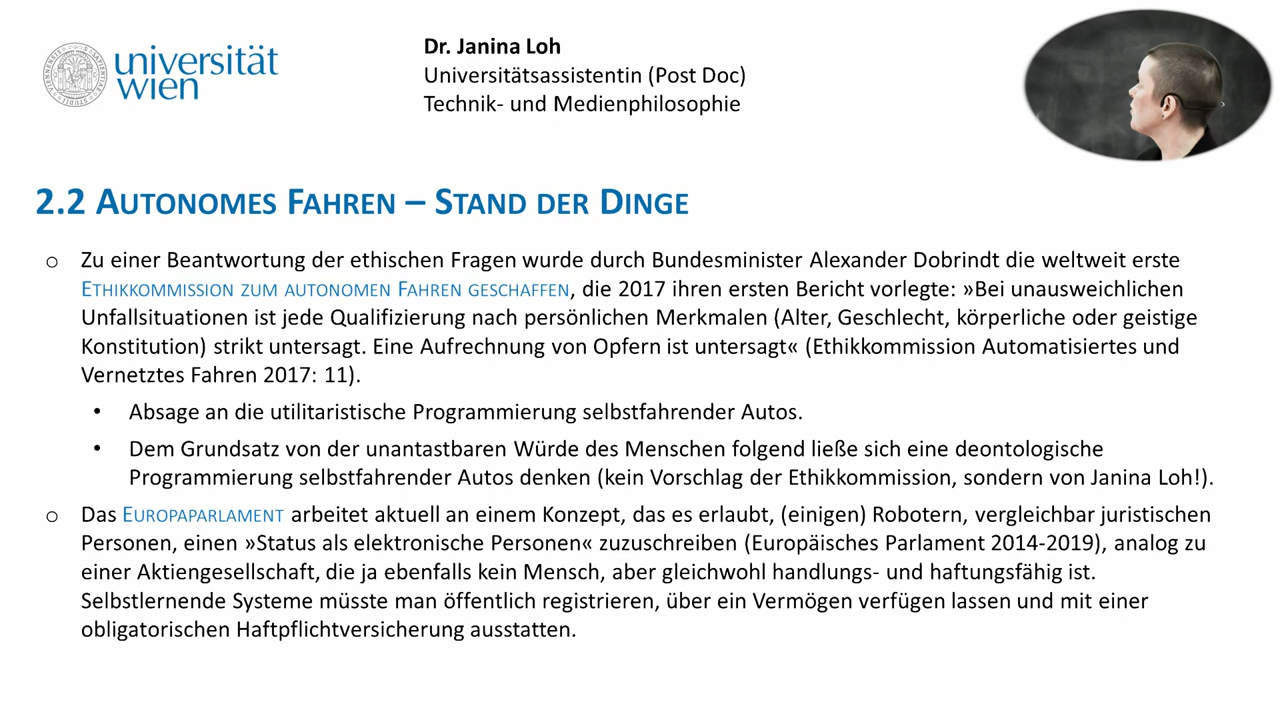 universität
wien
Dr. Janina Loh
Universitätsassistentin (Post Doc)
Technik- und Medienphilosophie
2.2 AUTONOMES FAHREN – STAND DER DINGE
o Zu einer Beantwortung der ethischen Fragen wurde durch Bundesminister Alexander Dobrindt die weltweit erste
ETHIKKOMMISSION ZUM AUTONOMEN FAHREN GESCHAFFEN, die 2017 ihren ersten Bericht vorlegte: »Bei unausweichlichen
Unfallsituationen ist jede Qualifizierung nach persönlichen Merkmalen (Alter, Geschlecht, körperliche oder geistige
Konstitution) strikt untersagt. Eine Aufrechnung von Opfern ist untersagt« (Ethikkommission Automatisiertes und
Vernetztes Fahren 2017: 11).
• Absage an die utilitaristische Programmierung selbstfahrender Autos.
• Dem Grundsatz von der unantastbaren Würde des Menschen folgend ließe sich eine deontologische
Programmierung selbstfahrender Autos denken (kein Vorschlag der Ethikkommission, sondern von Janina Loh!).
o Das EUROPAPARLAMENT arbeitet aktuell an einem Konzept, das es erlaubt, (einigen) Robotern, vergleichbar juristischen
Personen, einen »Status als elektronische Personen« zuzuschreiben (Europäisches Parlament 2014-2019), analog zu
einer Aktiengesellschaft, die ja ebenfalls kein Mensch, aber gleichwohl handlungs- und haftungsfähig ist.
Selbstlernende Systeme müsste man öffentlich registrieren, über ein Vermögen verfügen lassen und mit einer
obligatorischen Haftpflichtversicherung ausstatten.